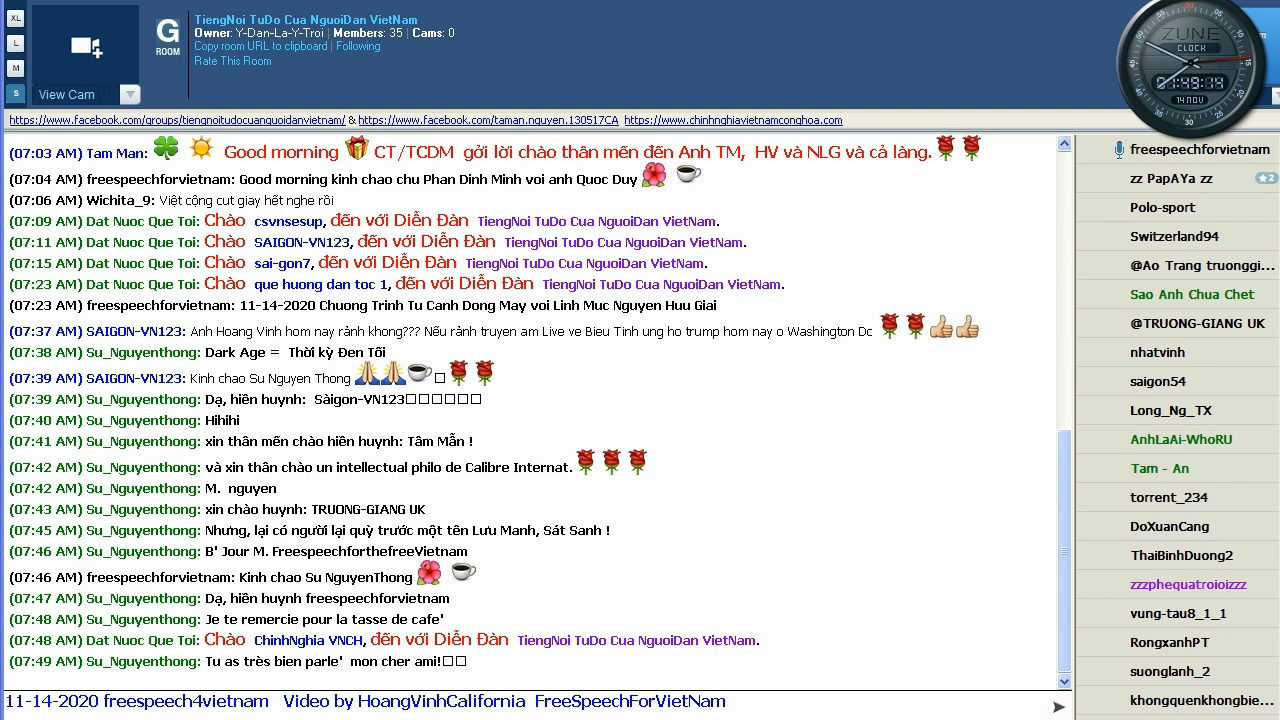 XL
L
M
S
View Cam
G
ROOM
TiengNoi TuDo Cua NguoiDan VietNam
Owner: Y-Dan-La-Y-Troi | Members: 35 | Cams: 0
Copy room URL to clipboard | Following
Rate This Room
ZUNE
CLOCK
14 NOV
https://www.facebook.com/groups/tiengnoitudocuanguoidanvietnam/ & https://www.facebook.com/taman.nguyen.130517CA https://www.chinhnghiavietnamconghoa.com
(07:03 AM) Tam Man: Good morning CT/TCDM gởi lời chào thân mến đến Anh TM, HV và NLG và cả làng.
(07:04 AM) freespeechforvietnam: Good morning kinh chao chu Phan Dinh Minh voi anh Quoc Duy
(07:06 AM) Wichita_9: Việt cộng cut giay hết nghe rồi
(07:09 AM) Dat Nuoc Que Toi: Chào csvnsesup, đến với Diễn Đàn TiengNoi TuDo Cua NguoiDan VietNam.
(07:11 AM) Dat Nuoc Que Toi: Chào SAIGON-VN123, đến với Diễn Đàn TiengNoi TuDo Cua NguoiDan VietNam.
(07:15 AM) Dat Nuoc Que Toi: Chào sai-gon7, đến với Diễn Đàn TiengNoi TuDo Cua NguoiDan VietNam.
(07:23 AM) Dat Nuoc Que Toi: Chào que huong dan toc 1, đến với Diễn Đàn TiengNoi TuDo Cua NguoiDan VietNam.
(07:23 AM) freespeechforvietnam: 11-14-2020 Chuong Trinh Tu Canh Dong May voi Linh Muc Nguyen Huu Giai
(07:37 AM) SAIGON-VN123: Anh Hoang Vinh hom nay rảnh khọng??? Nếu rảnh truyen am Live ve Bieu Tinh ung ho trump hom nay o Washington Dc
(07:38 AM) Su_Nguyenthong: Dark Age = Thời kỳ Đen Tối
(07:39 AM) SAIGON-VN123: Kinh chao Su Nguyen Thong
(07:39 AM) Su_Nguyenthong: Dạ, hiền huynh: Sàigon-VN123
(07:40 AM) Su_Nguyenthong: Hihihi
(07:41 AM) Su_Nguyenthong: xin thân mến chào hiền huynh: Tâm Mẫn !
(07:42 AM) Su_Nguyenthong: và xin thân chào un intellectual philo de Calibre Internat.
(07:42 AM) Su_Nguyenthong: M. nguyen
(07:43 AM) Su_Nguyenthong: xin chào huynh: TRUONG-GIANG UK
(07:45 AM) Su_Nguyenthong: Nhưng, lại có người lại quỳ trước một tên Lưu Manh, Sát Sanh !
(07:46 AM) Su_Nguyenthong: B' Jour M. FreespeechforthefreeVietnam
(07:46 AM) freespeechforvietnam: Kinh chao Su NguyenThong
(07:47 AM) Su_Nguyenthong: Dạ, hiền huynh freespeechforvietnam
(07:48 AM) Su_Nguyenthong: Je te remercie pour la tasse de cafe'
(07:48 AM) Dat Nuoc Que Toi: Chào ChinhNghia VNCH, đến với Diễn Đàn TiengNoi TuDo Cua NguoiDan VietNam.
(07:49 AM) Su_Nguyenthong: Tu as très bien parle' mon cher ami!
freespeechforvietnam
zz PapAYa zz
★2
Polo-sport
Switzerland94
@Ao Trang truonggi...
Sao Anh Chua Chet
@TRUONG-GIANG UK
nhatvinh
saigon54
Long_Ng_TX
AnhLaAi-WhoRU
Tam - An
torrent_234
DoXuanCang
ThaiBinhDuong2
zzzphequatroioizzz
vung-tau8_1_1
RongxanhPT
suonglanh_2
khongquenkhongbie...
11-14-2020 freespeech4vietnam Video by HoangVinhCalifornia FreeSpeechForVietNam